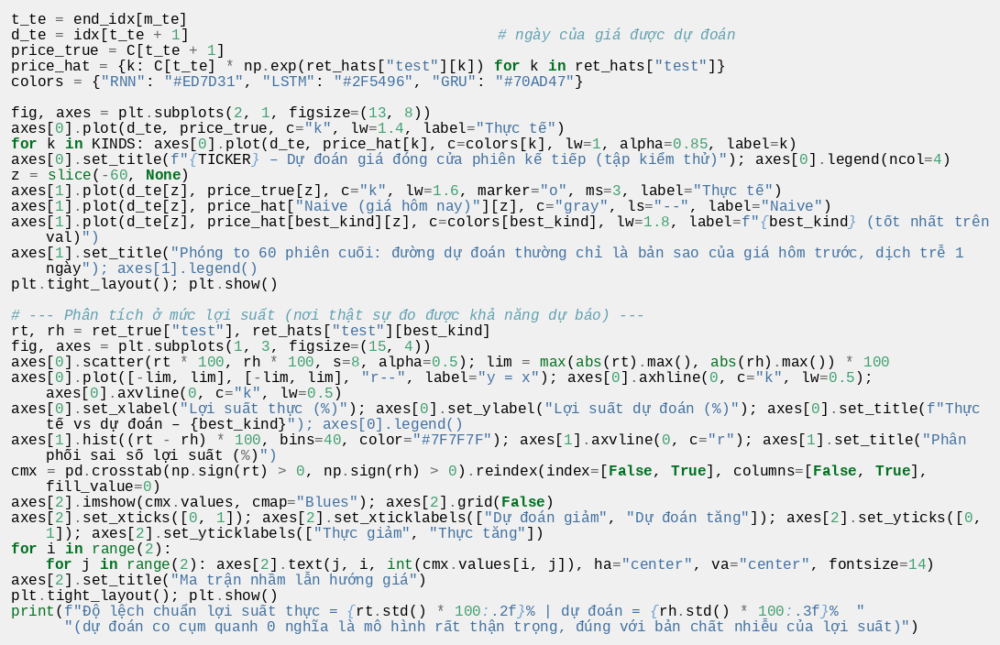 t_te = end_idx[m_te]
d_te = idx[t_te + 1]                                   # ngày của giá được dự đoán
price_true = C[t_te + 1]
price_hat = {k: C[t_te] * np.exp(ret_hats["test"][k]) for k in ret_hats["test"]}
colors = {"RNN": "#ED7D31", "LSTM": "#2F5496", "GRU": "#70AD47"}

fig, axes = plt.subplots(2, 1, figsize=(13, 8))
axes[0].plot(d_te, price_true, c="k", lw=1.4, label="Thực tế")
for k in KINDS: axes[0].plot(d_te, price_hat[k], c=colors[k], lw=1, alpha=0.85, label=k)
axes[0].set_title(f"{TICKER} – Dự đoán giá đóng cửa phiên kế tiếp (tập kiểm thử)"); axes[0].legend(ncol=4)
z = slice(-60, None)
axes[1].plot(d_te[z], price_true[z], c="k", lw=1.6, marker="o", ms=3, label="Thực tế")
axes[1].plot(d_te[z], price_hat["Naive (giá hôm nay)"][z], c="gray", ls="--", label="Naive")
axes[1].plot(d_te[z], price_hat[best_kind][z], c=colors[best_kind], lw=1.8, label=f"{best_kind} (tốt nhất trên
    val)")
axes[1].set_title("Phóng to 60 phiên cuối: đường dự đoán thường chỉ là bản sao của giá hôm trước, dịch trễ 1
    ngày"); axes[1].legend()
plt.tight_layout(); plt.show()

# --- Phân tích ở mức lợi suất (nơi thật sự đo được khả năng dự báo) ---
rt, rh = ret_true["test"], ret_hats["test"][best_kind]
fig, axes = plt.subplots(1, 3, figsize=(15, 4))
axes[0].scatter(rt * 100, rh * 100, s=8, alpha=0.5); lim = max(abs(rt).max(), abs(rh).max()) * 100
axes[0].plot([-lim, lim], [-lim, lim], "r--", label="y = x"); axes[0].axhline(0, c="k", lw=0.5);
    axes[0].axvline(0, c="k", lw=0.5)
axes[0].set_xlabel("Lợi suất thực (%)"); axes[0].set_ylabel("Lợi suất dự đoán (%)"); axes[0].set_title(f"Thực
    tế vs dự đoán – {best_kind}"); axes[0].legend()
axes[1].hist((rt - rh) * 100, bins=40, color="#7F7F7F"); axes[1].axvline(0, c="r"); axes[1].set_title("Phân
    phối sai số lợi suất (%)")
cmx = pd.crosstab(np.sign(rt) > 0, np.sign(rh) > 0).reindex(index=[False, True], columns=[False, True],
    fill_value=0)
axes[2].imshow(cmx.values, cmap="Blues"); axes[2].grid(False)
axes[2].set_xticks([0, 1]); axes[2].set_xticklabels(["Dự đoán giảm", "Dự đoán tăng"]); axes[2].set_yticks([0,
    1]); axes[2].set_yticklabels(["Thực giảm", "Thực tăng"])
for i in range(2):
    for j in range(2): axes[2].text(j, i, int(cmx.values[i, j]), ha="center", va="center", fontsize=14)
axes[2].set_title("Ma trận nhầm lẫn hướng giá")
plt.tight_layout(); plt.show()
print(f"Độ lệch chuẩn lợi suất thực = {rt.std() * 100:.2f}% | dự đoán = {rh.std() * 100:.3f}%  "
      "(dự đoán co cụm quanh 0 nghĩa là mô hình rất thận trọng, đúng với bản chất nhiễu của lợi suất)")